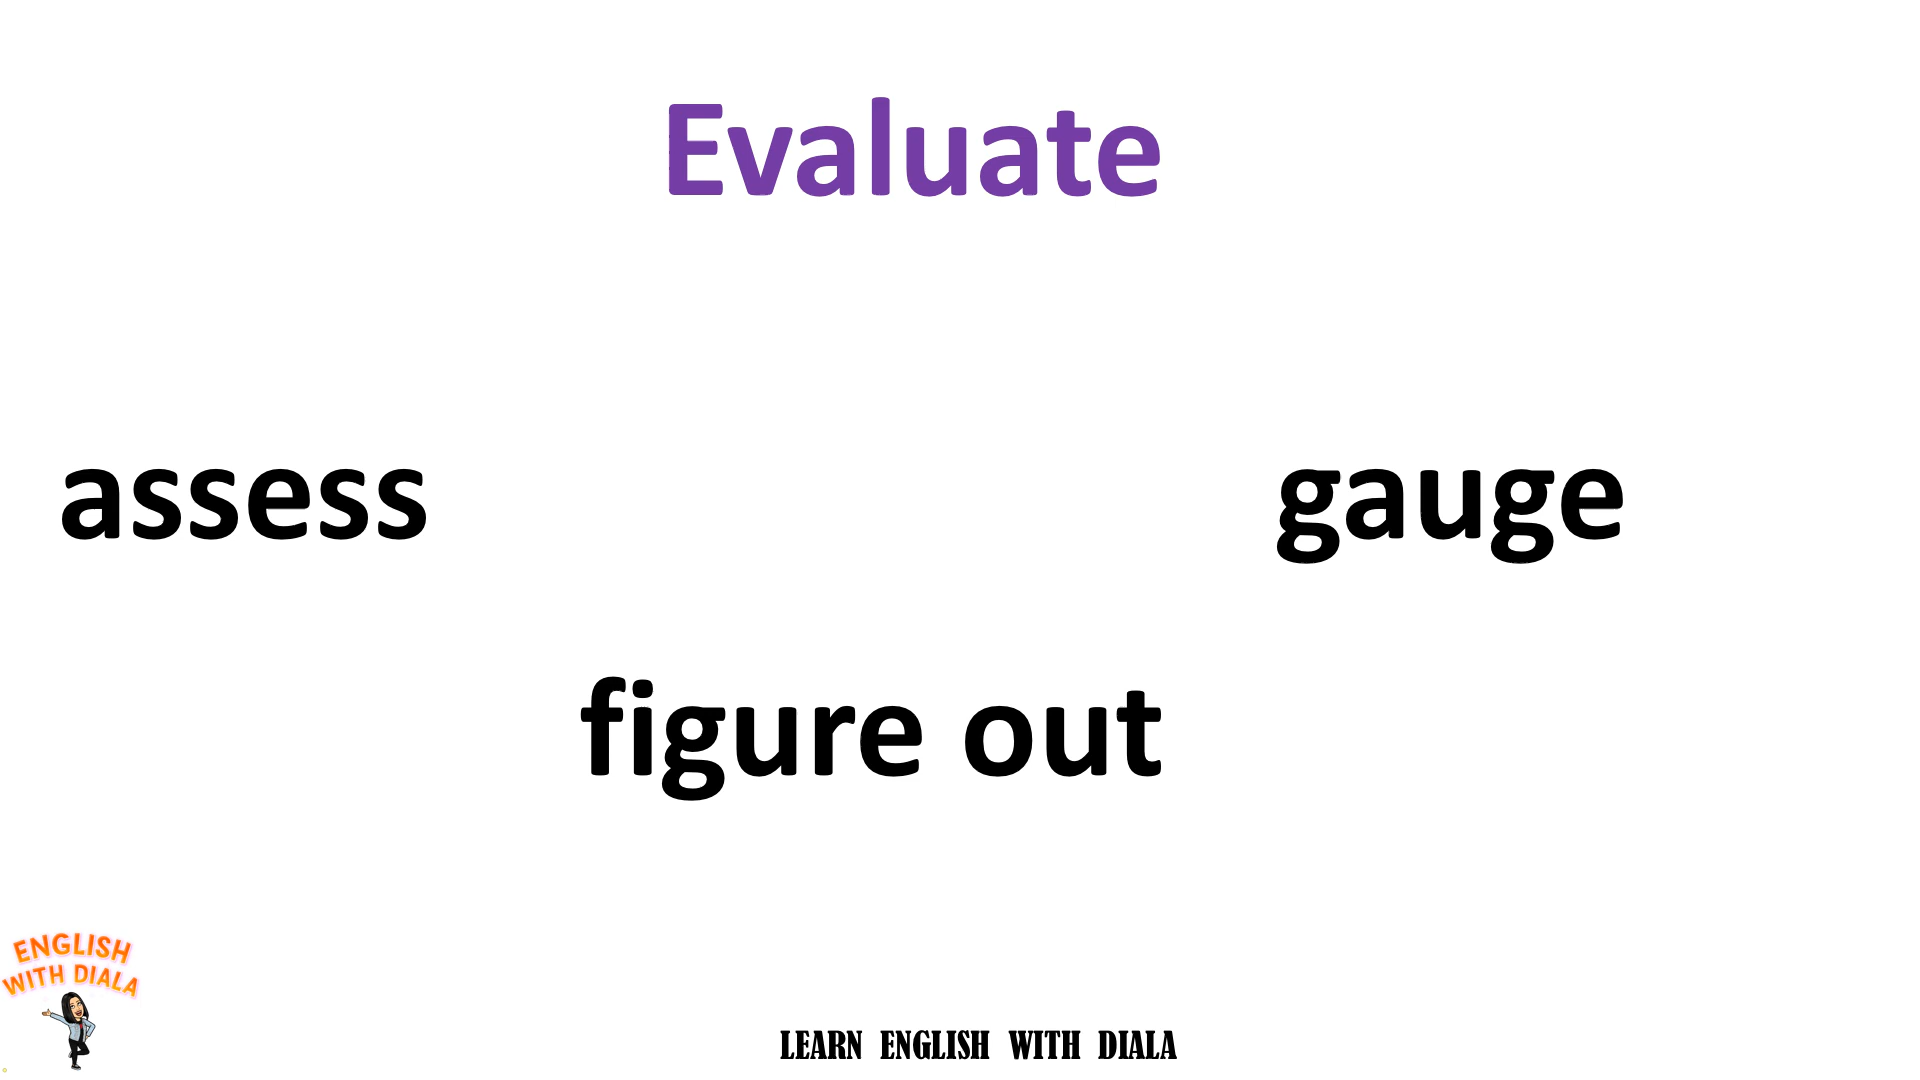 Evaluate
assess
gauge
figure out
ENGLISH
WITH DIALA
LEARN ENGLISH WITH DIALA